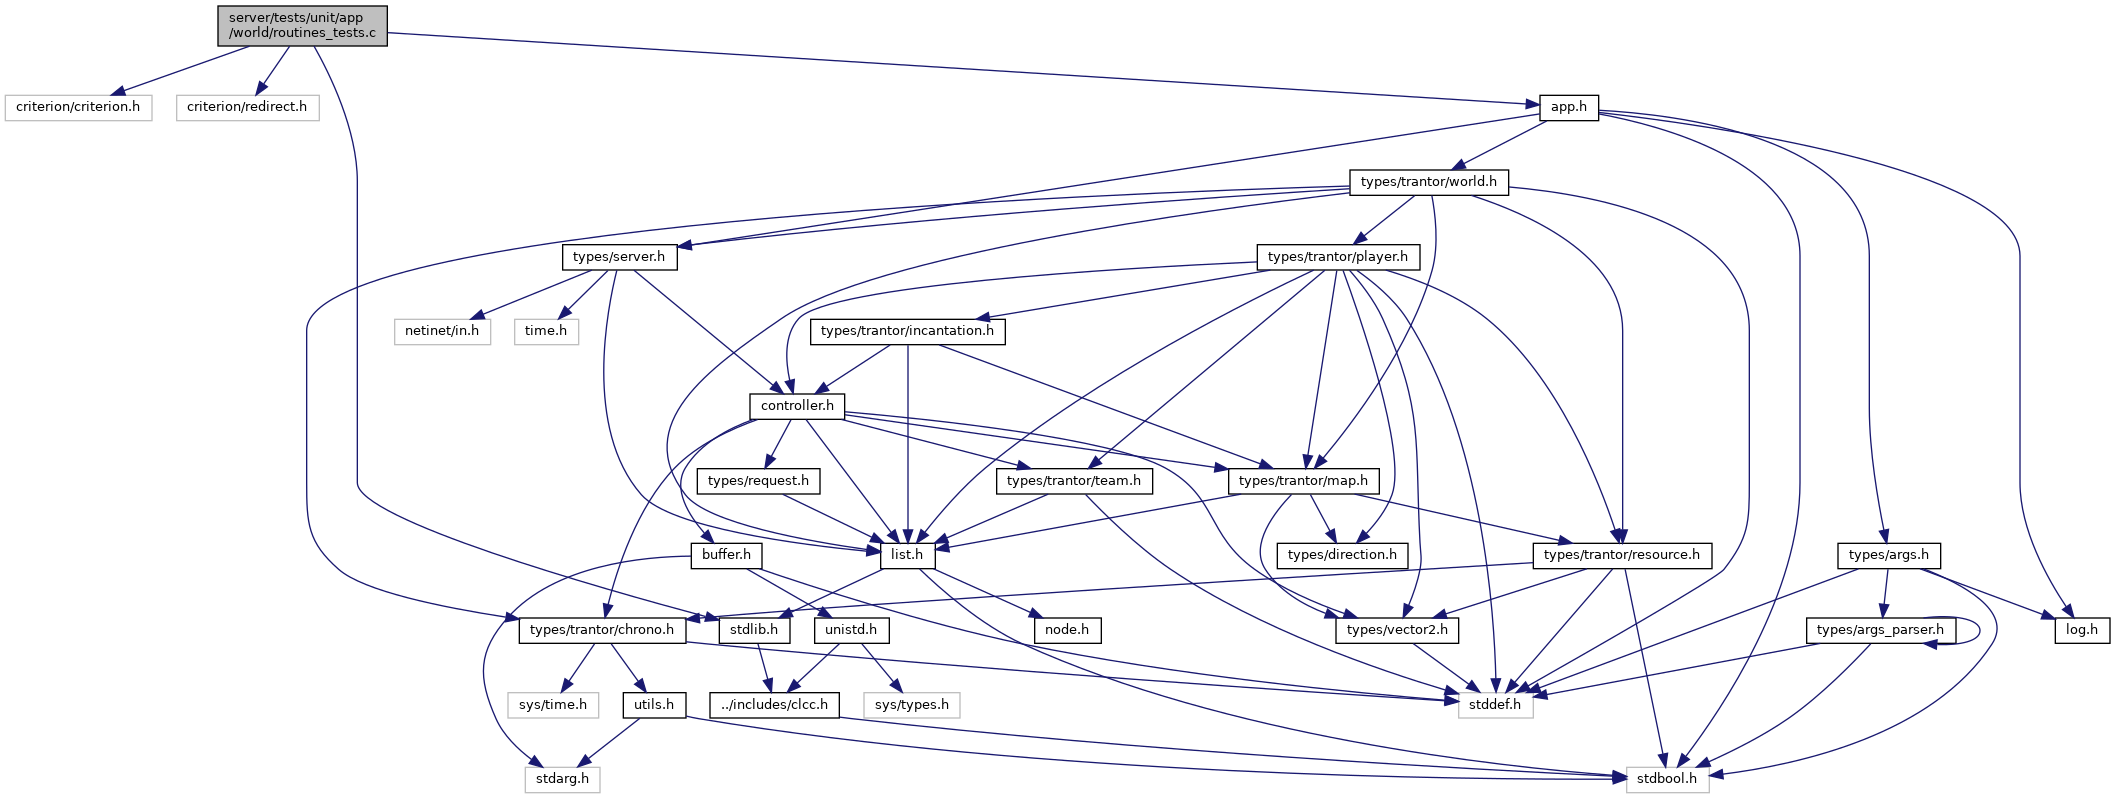 server/tests/unit/app
/world/routines_tests.c
criterion/criterion.h
criterion/redirect.h
app.h
types/trantor/world.h
types/server.h
types/trantor/player.h
netinet/in.h
time.h
types/trantor/incantation.h
controller.h
types/request.h
types/trantor/team.h
types/trantor/map.h
buffer.h
list.h
types/direction.h
types/trantor/resource.h
types/args.h
types/trantor/chrono.h
stdlib.h
unistd.h
node.h
types/vector2.h
types/args_parser.h
log.h
sys/time.h
utils.h
../includes/clcc.h
sys/types.h
stddef.h
stdarg.h
stdbool.h